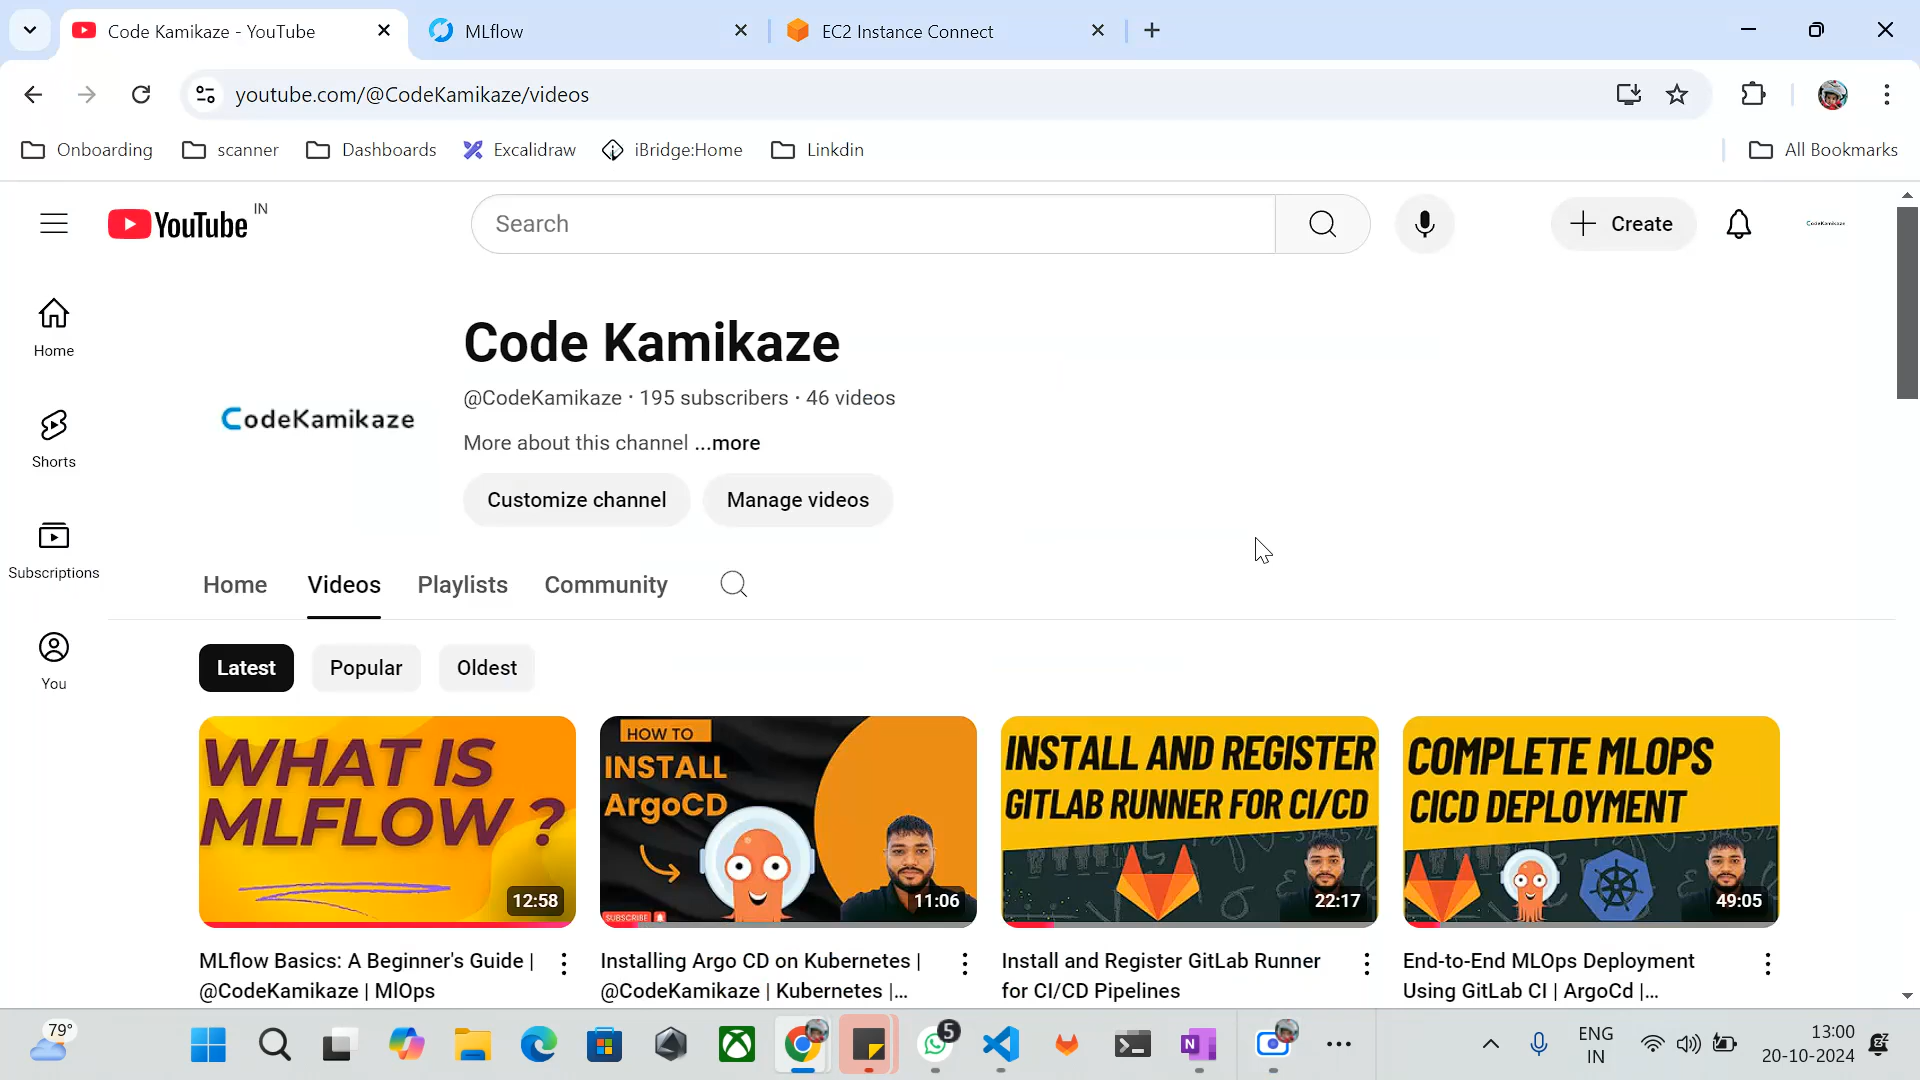 Code Kamikaze - YouTube
MLflow
EC2 Instance Connect
youtube.com/@CodeKamikaze/videos
Onboarding
scanner
Dashboards
Excalidraw
iBridge:Home
Linkdin
All Bookmarks
YouTube IN
Search
Create
CodeKamikaze
Home
Shorts
Subscriptions
You
CodeKamikaze
Code Kamikaze
@CodeKamikaze · 195 subscribers · 46 videos
More about this channel ...more
Customize channel
Manage videos
Home
Videos
Playlists
Community
Latest
Popular
Oldest
WHAT IS
MLFLOW ?
12:58
MLflow Basics: A Beginner's Guide |
@CodeKamikaze | MlOps
HOW TO
INSTALL
ArgoCD
SUBSCRIBE
11:06
Installing Argo CD on Kubernetes |
@CodeKamikaze | Kubernetes |...
INSTALL AND REGISTER
GITLAB RUNNER FOR CI/CD
22:17
Install and Register GitLab Runner
for CI/CD Pipelines
COMPLETE MLOPS
CICD DEPLOYMENT
49:05
End-to-End MLOps Deployment
Using GitLab CI | ArgoCd |...
79°
5
N
ENG
IN
13:00
20-10-2024